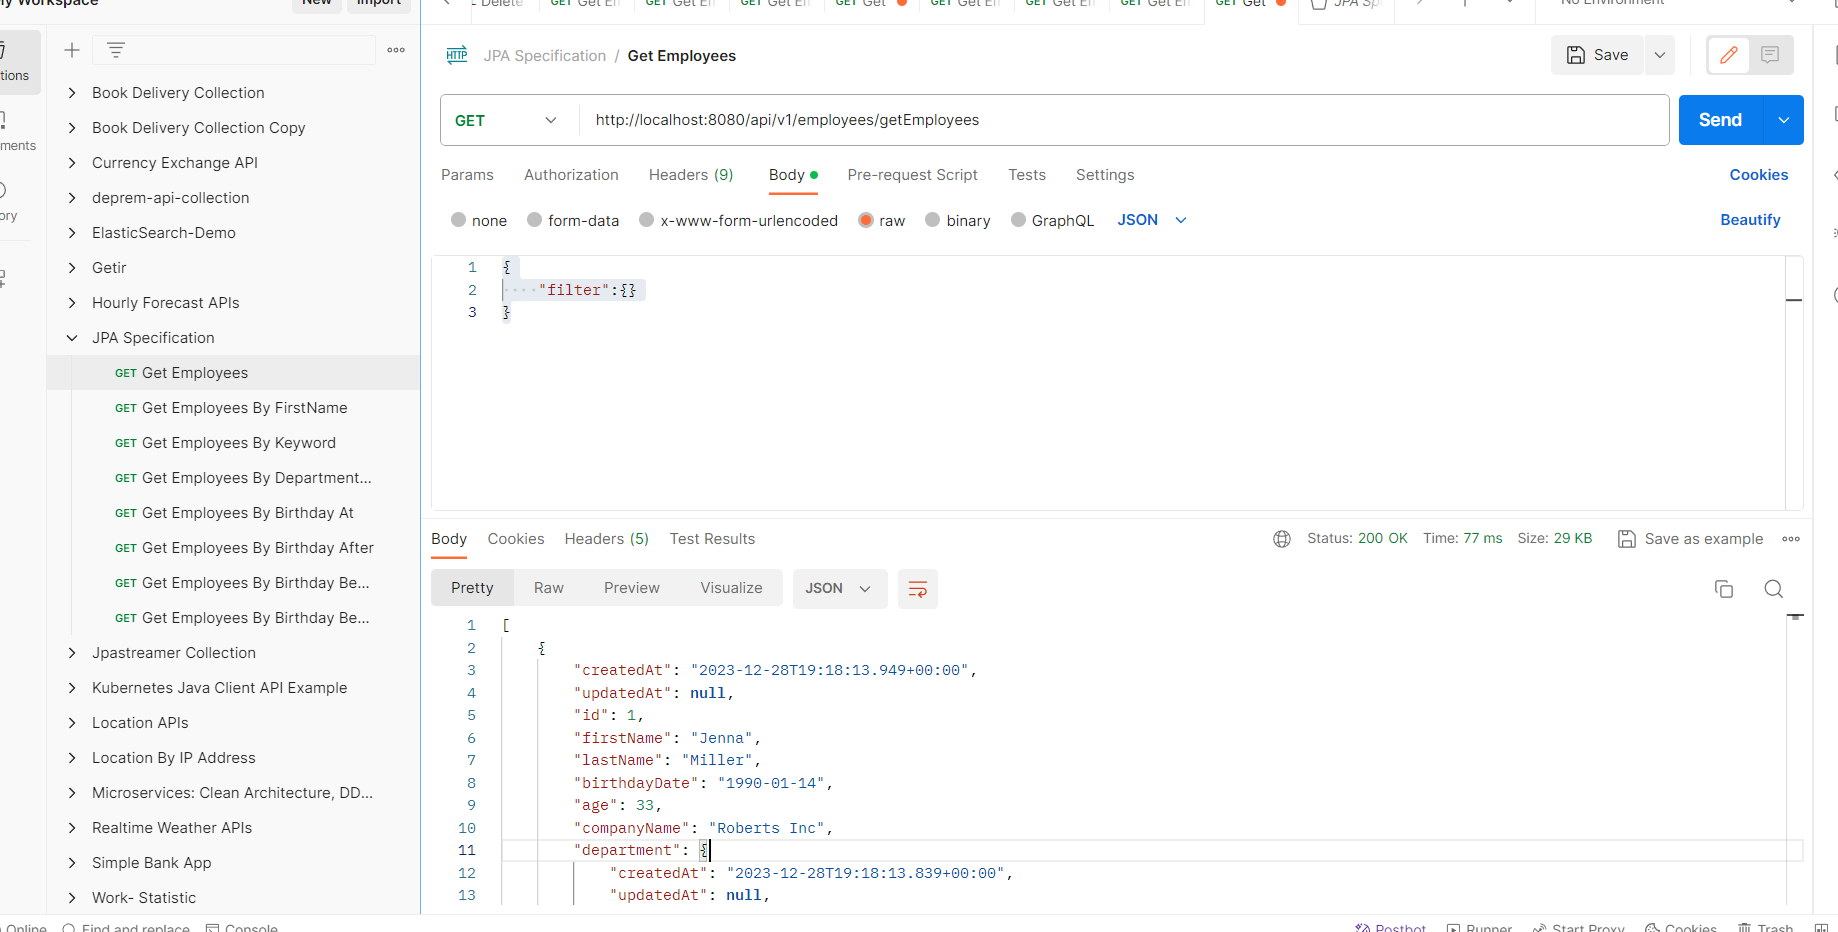 Workspace
New
Import
Delete
GET Get
GET Get
GET Get
GET Get
GET Get
GET Get
GET Get
GET Get
JPA Sp
No Environment
JPA Specification / Get Employees
Save
GET
http://localhost:8080/api/v1/employees/getEmployees
Send
Params Authorization Headers (9) Body Pre-request Script Tests Settings
Cookies
none form-data x-www-form-urlencoded raw binary GraphQL JSON
Beautify
1 {
2 ····"filter":{}
3 }
Book Delivery Collection
Book Delivery Collection Copy
Currency Exchange API
deprem-api-collection
ElasticSearch-Demo
Getir
Hourly Forecast APIs
JPA Specification
GET Get Employees
GET Get Employees By FirstName
GET Get Employees By Keyword
GET Get Employees By Department...
GET Get Employees By Birthday At
GET Get Employees By Birthday After
GET Get Employees By Birthday Be...
GET Get Employees By Birthday Be...
Jpastreamer Collection
Kubernetes Java Client API Example
Location APIs
Location By IP Address
Microservices: Clean Architecture, DD...
Realtime Weather APIs
Simple Bank App
Work- Statistic
tions
ments
ory
Body Cookies Headers (5) Test Results
Status: 200 OK Time: 77 ms Size: 29 KB Save as example
Pretty Raw Preview Visualize JSON
1 [
2 {
3 "createdAt": "2023-12-28T19:18:13.949+00:00",
4 "updatedAt": null,
5 "id": 1,
6 "firstName": "Jenna",
7 "lastName": "Miller",
8 "birthdayDate": "1990-01-14",
9 "age": 33,
10 "companyName": "Roberts Inc",
11 "department": {
12 "createdAt": "2023-12-28T19:18:13.839+00:00",
13 "updatedAt": null,
Online Find and replace Console
Postbot Runner Start Proxy Cookies Trash